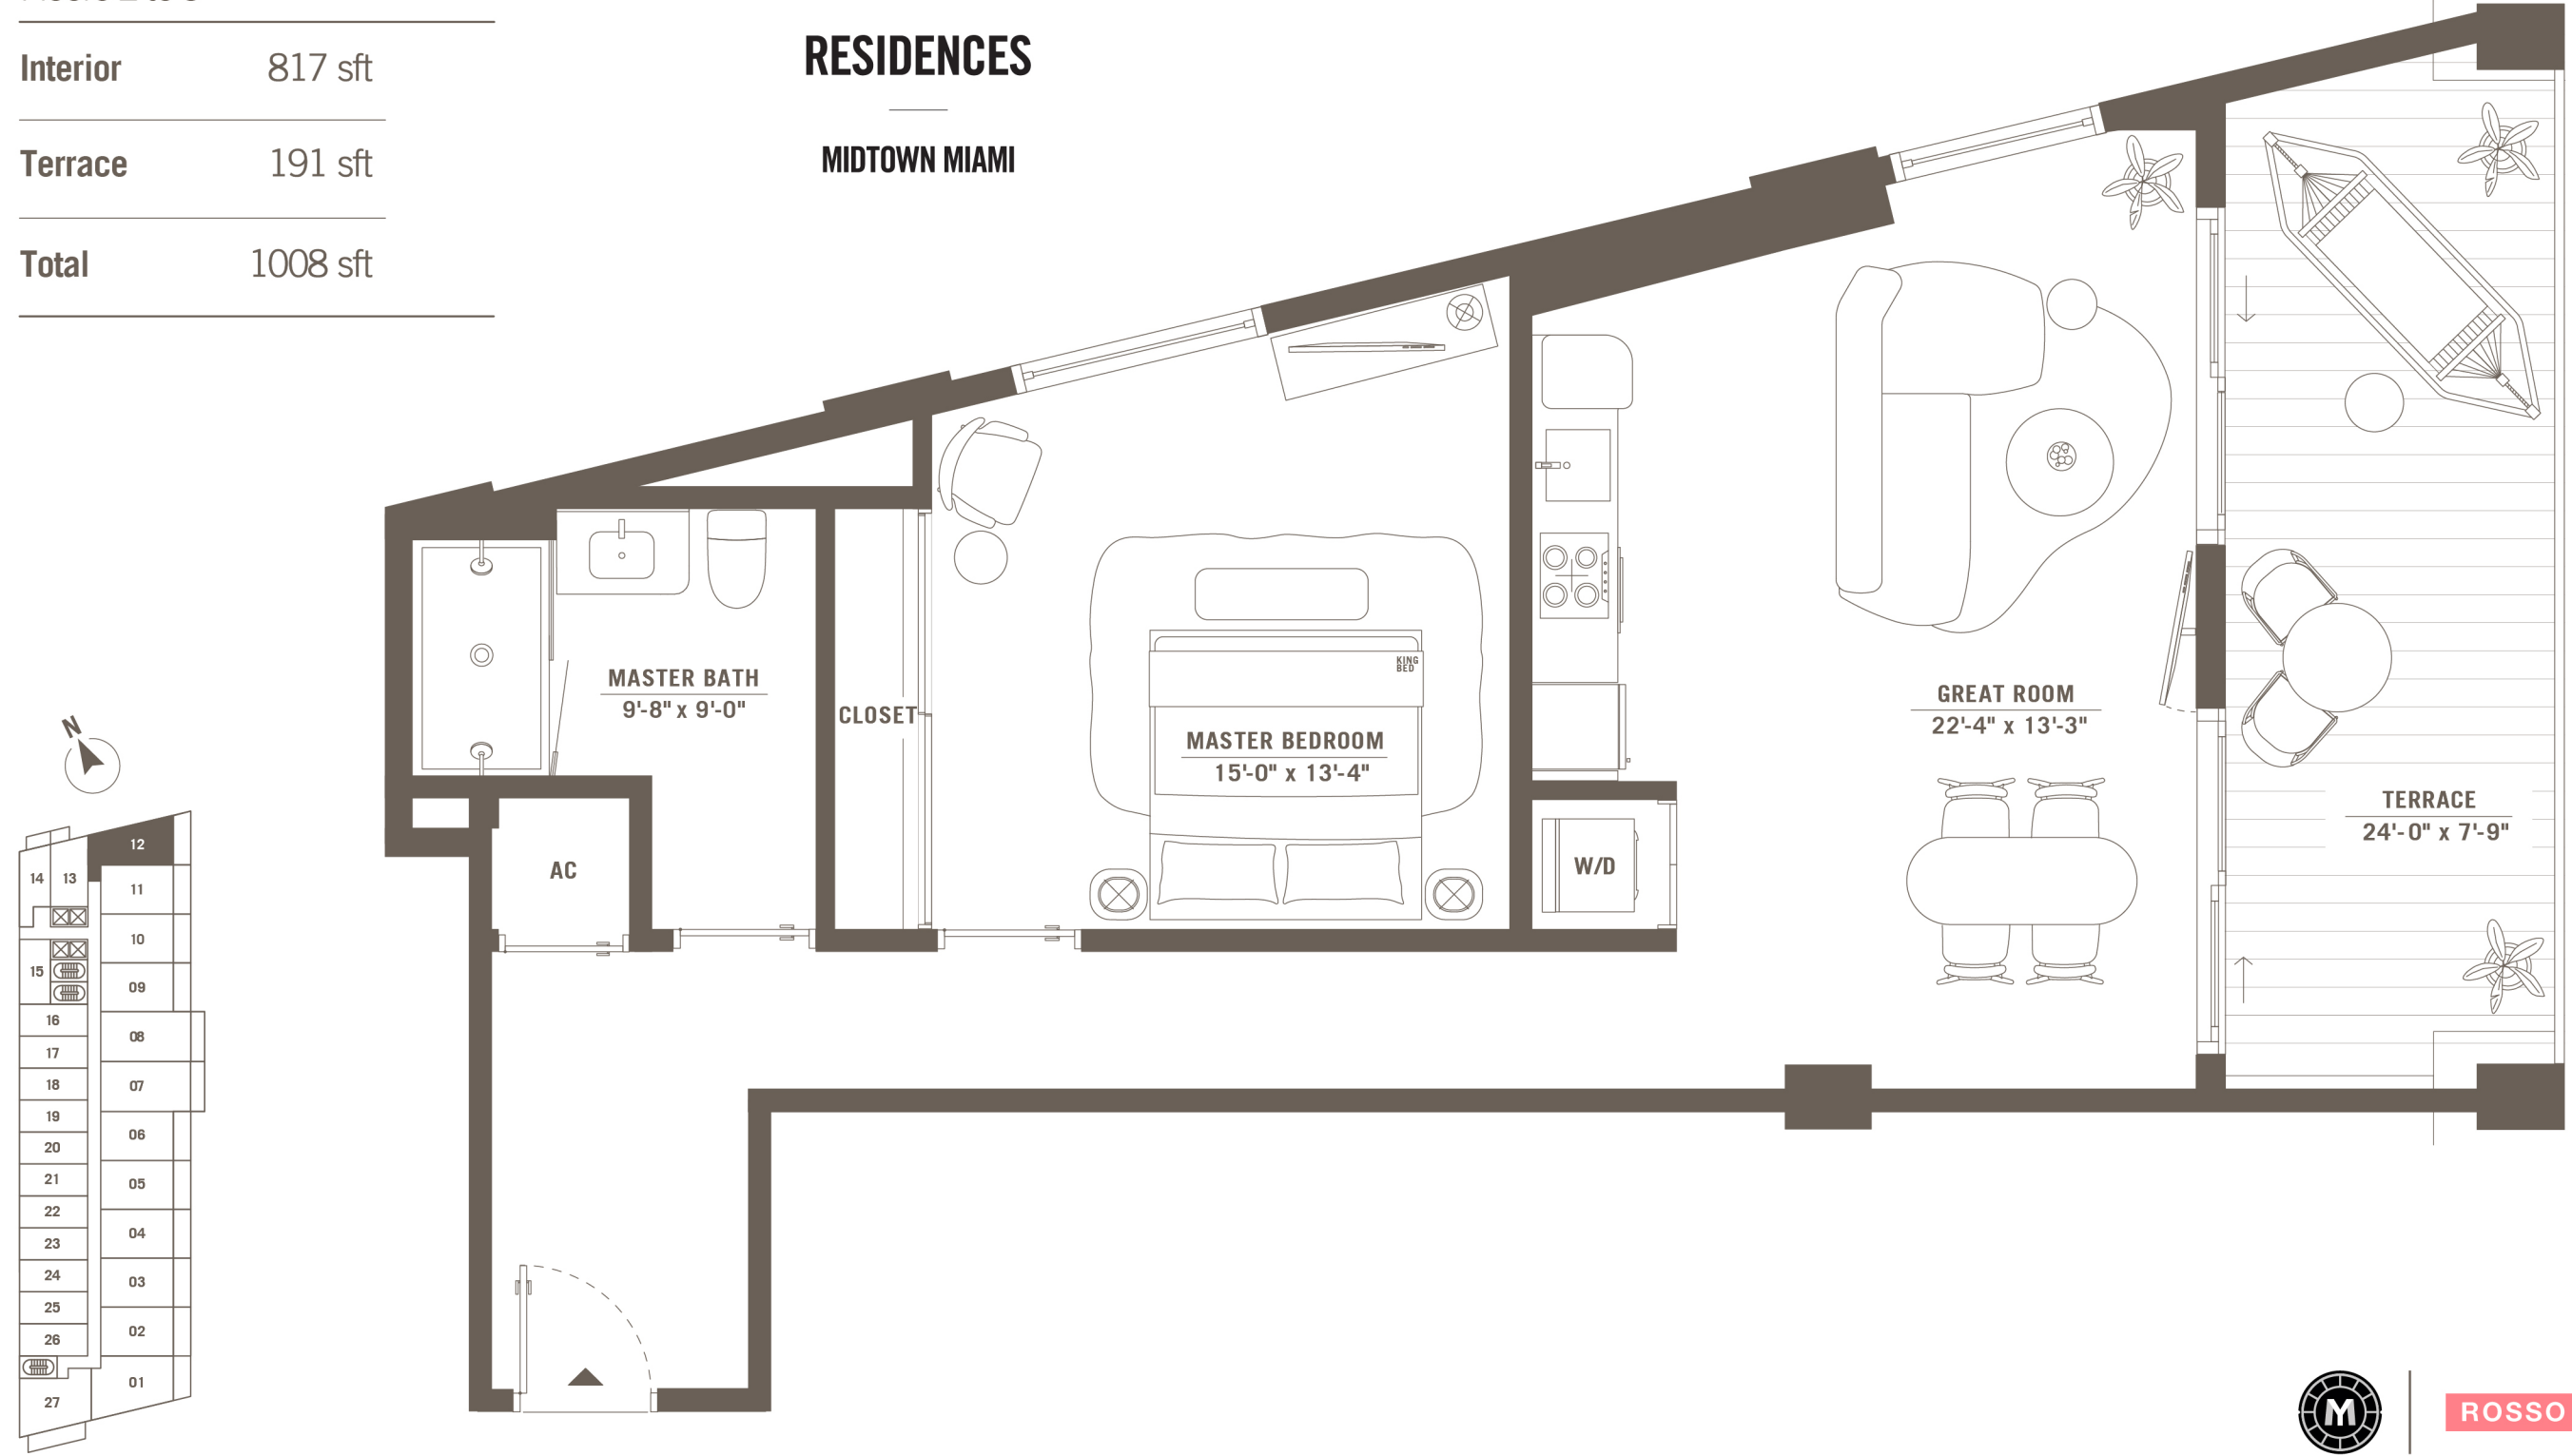 Interior 817 sft
Terrace 191 sft
Total 1008 sft
RESIDENCES
MIDTOWN MIAMI
MASTER BATH
9'-8" x 9'-0"
CLOSET
KING
BED
MASTER BEDROOM
15'-0" x 13'-4"
GREAT ROOM
22'-4" x 13'-3"
TERRACE
24'-0" x 7'-9"
AC
W/D
N
12
14 13
11
10
15
09
16
08
17
18
07
19
06
20
21
05
22
04
23
24
03
25
02
26
01
27
M
ROSSO